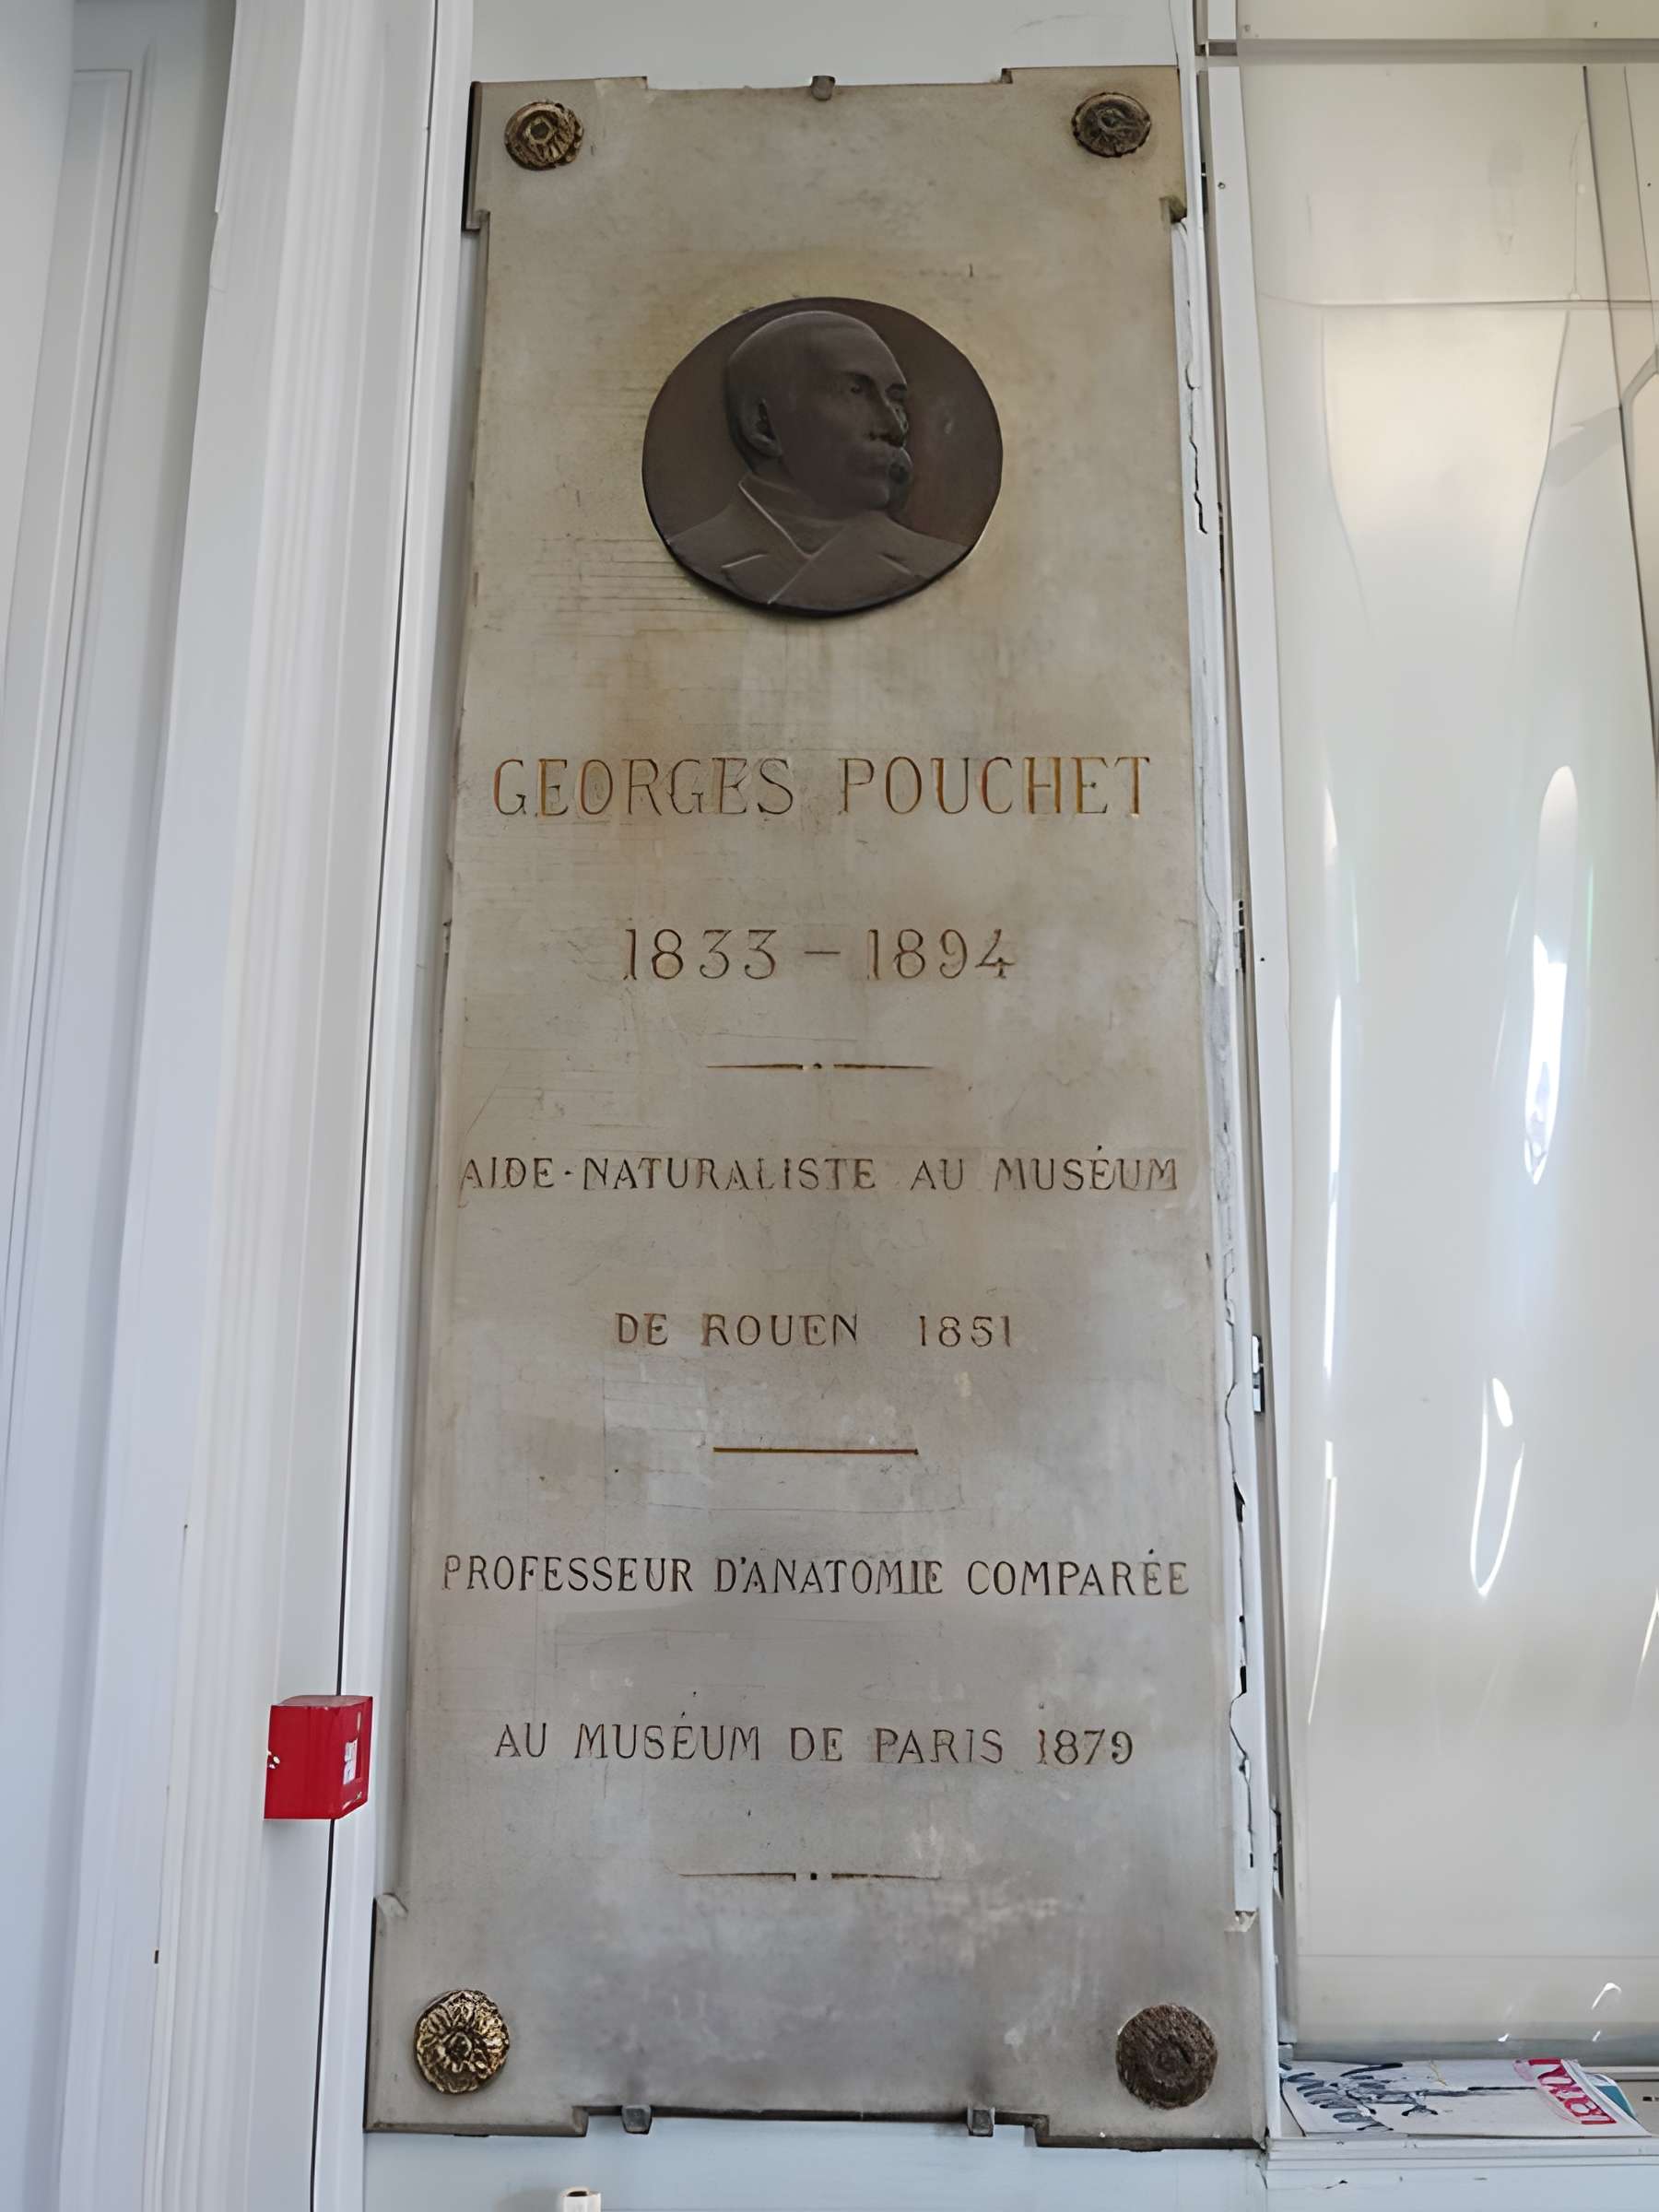 GEORGES POUCHET
1833 - 1894
AIDE-NATURALISTE AU MUSÉUM
DE ROUEN 1851
PROFESSEUR D'ANATOMIE COMPARÉE
AU MUSÉUM DE PARIS 1879